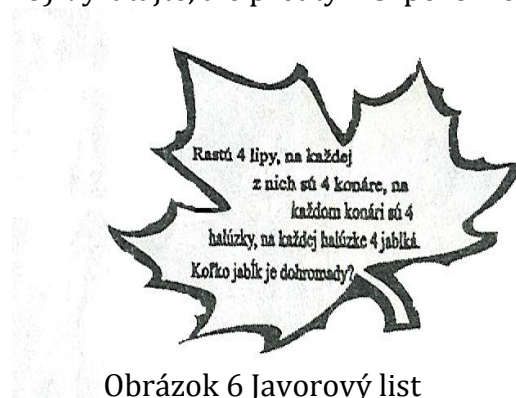 Rastú 4 lipy, na každej
z nich sú 4 konáre, na
každom konári sú 4
halúzky, na každej halúzke 4 jabĺká.
Koľko jabĺk je dohromady?
Obrázok 6 Javorový list